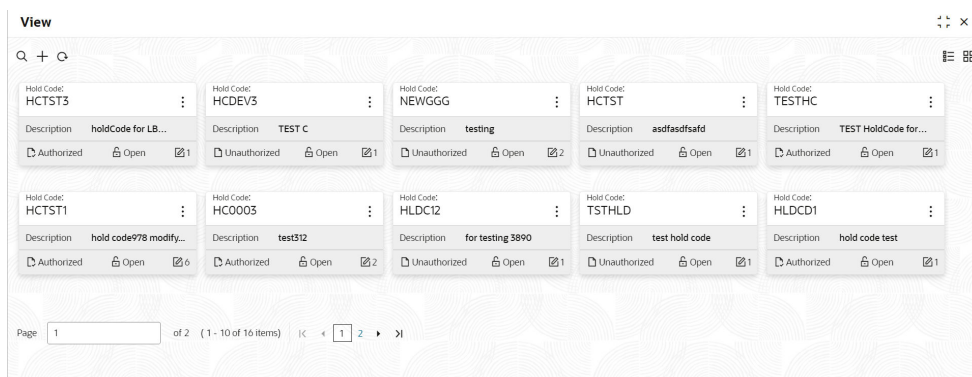 View
Hold Code: Hold Code: Hold Code: Hold Code: Hold Code:
HCTST3 HCDEV3 NEWGGG HCTST TESTHC
Description holdCode for LB... Description TEST C Description testing Description asdfasdfsafd Description TEST HoldCode for...
Authorized Open 1 Unauthorized Open 1 Unauthorized Open 2 Unauthorized Open 1 Authorized Open 1
Hold Code: Hold Code: Hold Code: Hold Code: Hold Code:
HCTST1 HC0003 HLDC12 TSTHLD HLDCD1
Description hold code978 modify... Description test312 Description for testing 3890 Description test hold code Description hold code test
Authorized Open 6 Authorized Open 2 Unauthorized Open 1 Unauthorized Open 1 Authorized Open 1
Page 1 of 2 (1 - 10 of 16 items) 1 2